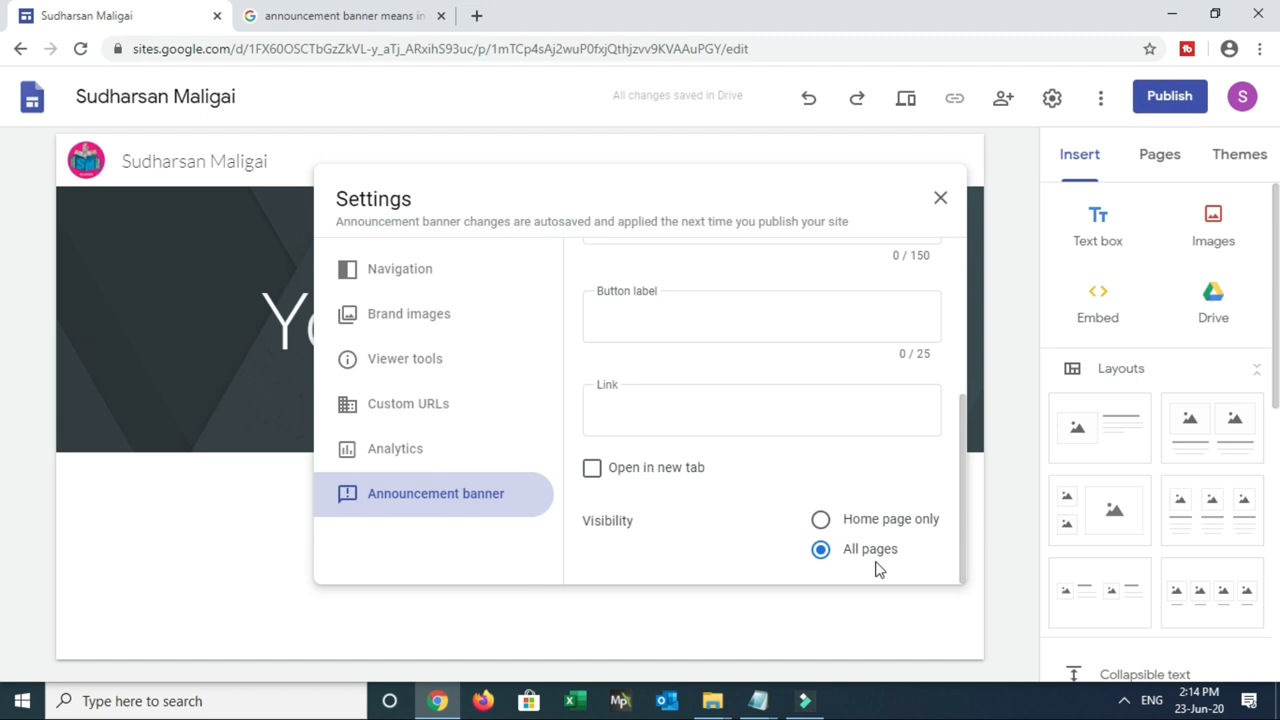 Sudharsan Maligai
announcement banner means in
sites.google.com/d/1FX60OSCTbGzZkVL-y_aTj_ARxihS93uc/p/1mTCp4sAj2wuP0fxjQthjzvv9KVAAuPGY/edit
Sudharsan Maligai
All changes saved in Drive
Publish
S
Sudharsan Maligai
Insert
Pages
Themes
Settings
Announcement banner changes are autosaved and applied the next time you publish your site
Text box
Images
Navigation
0 / 150
Brand images
Button label
Embed
Drive
Yo
Viewer tools
0 / 25
Layouts
Custom URLs
Link
Analytics
Open in new tab
Announcement banner
Visibility
Home page only
All pages
Collapsible text
Type here to search
ENG
2:14 PM
23-Jun-20